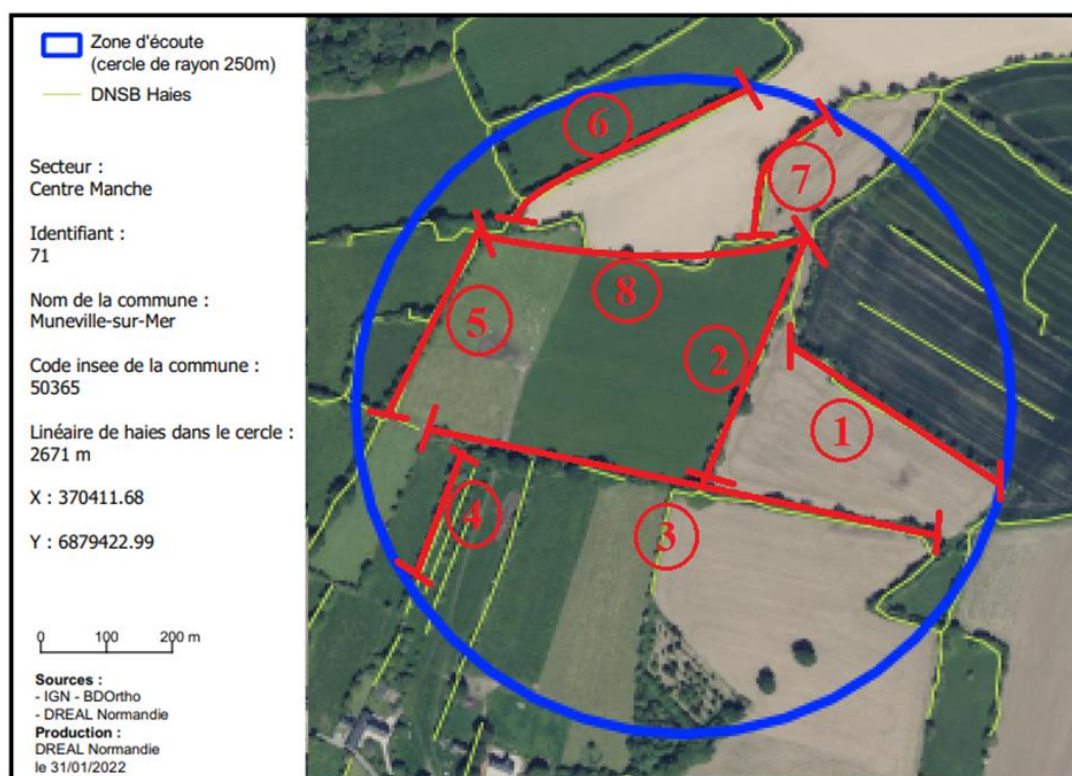 Zone d'écoute
(cercle de rayon 250m)
DNSB Haies
Secteur :
Centre Manche
Identifiant :
71
Nom de la commune :
Muneville-sur-Mer
Code insee de la commune :
50365
Linéaire de haies dans le cercle :
2671 m
X : 370411.68
Y : 6879422.99
0 100 200 m
Sources :
- IGN - BDOrtho
- DREAL Normandie
Production :
DREAL Normandie
le 31/01/2022
6
7
8
5
2
1
4
3